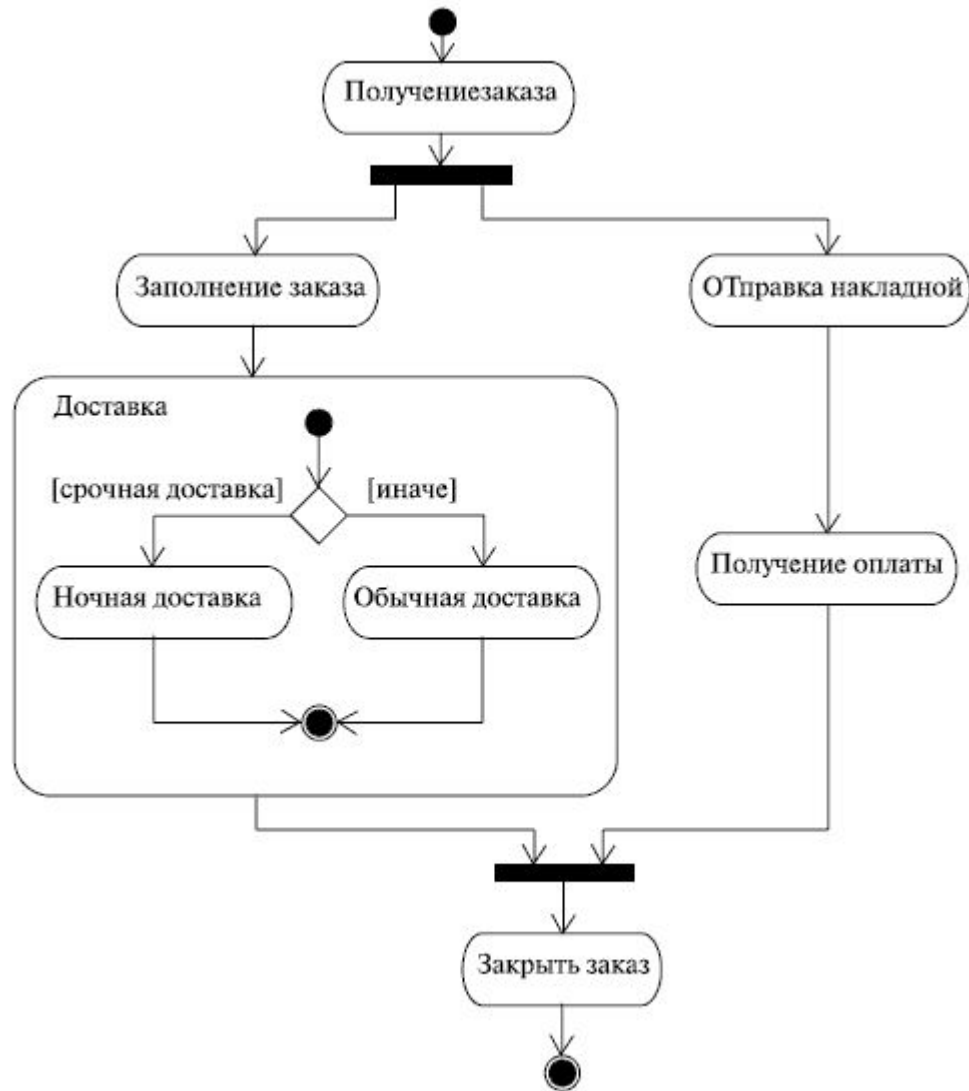 Получениезаказа
Заполнение заказа
ОТправка накладной
Доставка
[срочная доставка]
[иначе]
Ночная доставка
Обычная доставка
Получение оплаты
Закрыть заказ